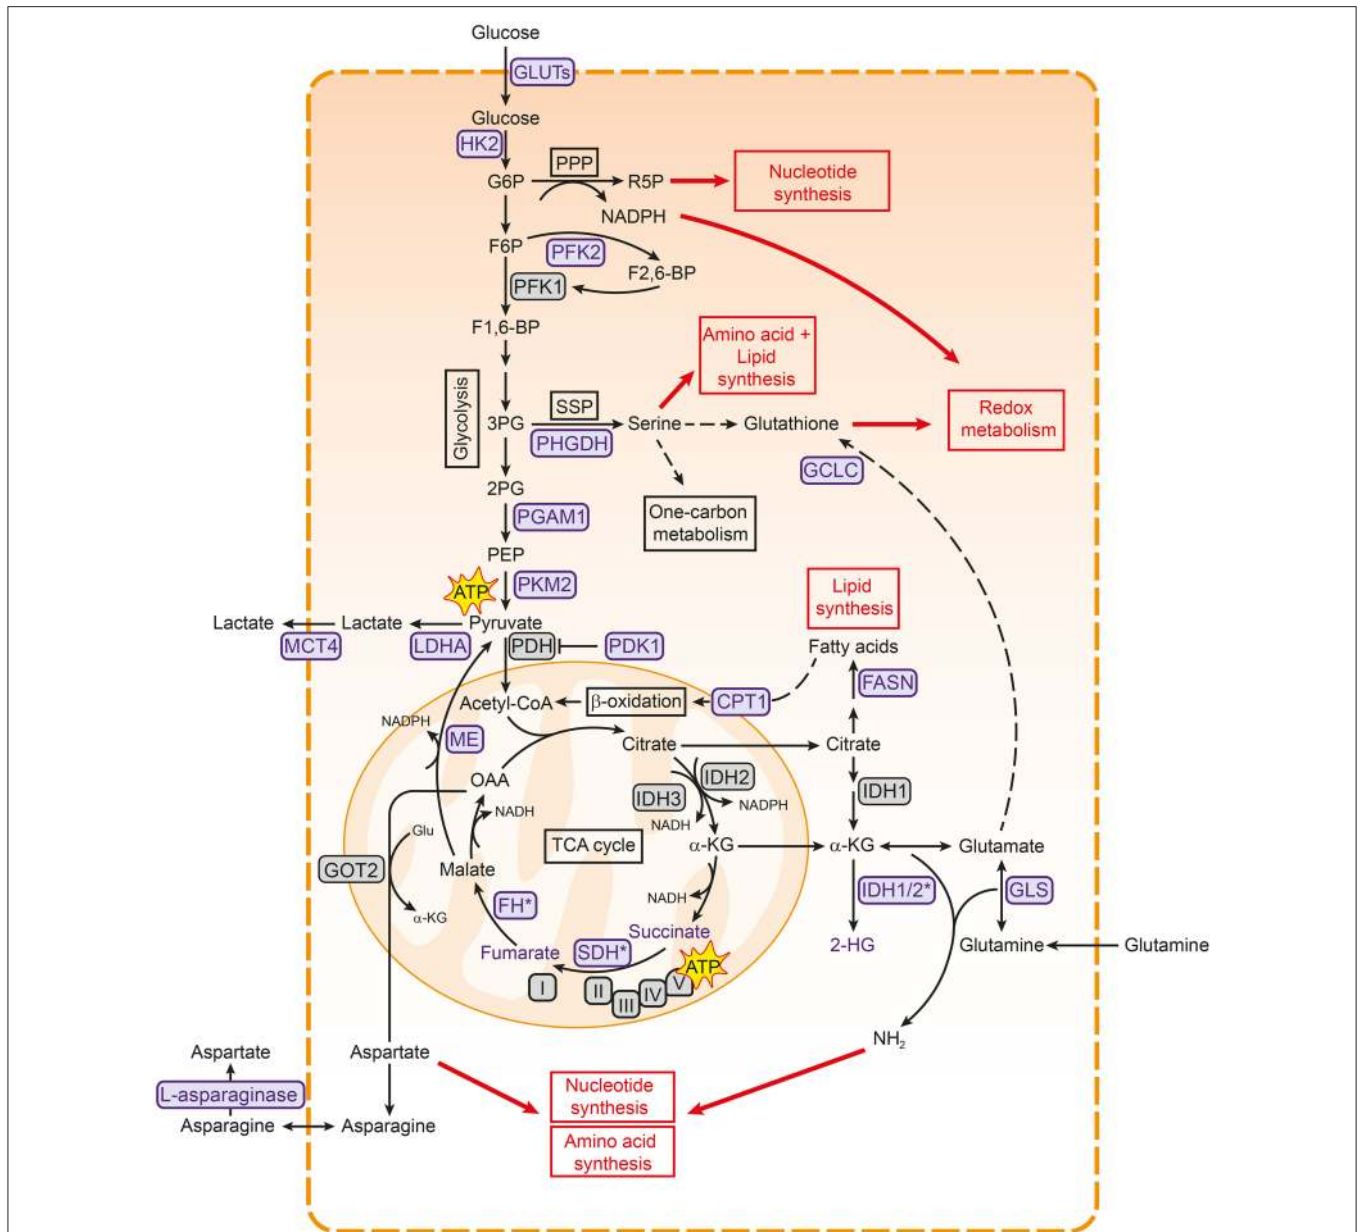 Glucose
GLUTs
Glucose
HK2
PPP
G6P
R5P
Nucleotide
synthesis
NADPH
F6P
PFK2
F2,6-BP
PFK1
F1,6-BP
Amino acid +
Lipid
synthesis
Glycolysis
SSP
3PG
Serine
Glutathione
Redox
metabolism
PHGDH
GCLC
2PG
PGAM1
One-carbon
metabolism
PEP
ATP
PKM2
Lipid
synthesis
Lactate
Lactate
Pyruvate
MCT4
LDHA
PDH
PDK1
Fatty acids
FASN
Acetyl-CoA
β-oxidation
CPT1
NADPH
ME
Citrate
Citrate
OAA
IDH2
IDH3
IDH1
NADPH
NADH
NADH
Glu
TCA cycle
α-KG
α-KG
Glutamate
GOT2
Malate
NADH
IDH1/2*
GLS
FH*
α-KG
Succinate
2-HG
Glutamine
Glutamine
Fumarate
SDH*
ATP
I
II
III
IV
V
NH2
Aspartate
Aspartate
L-asparaginase
Nucleotide
synthesis
Asparagine
Asparagine
Amino acid
synthesis